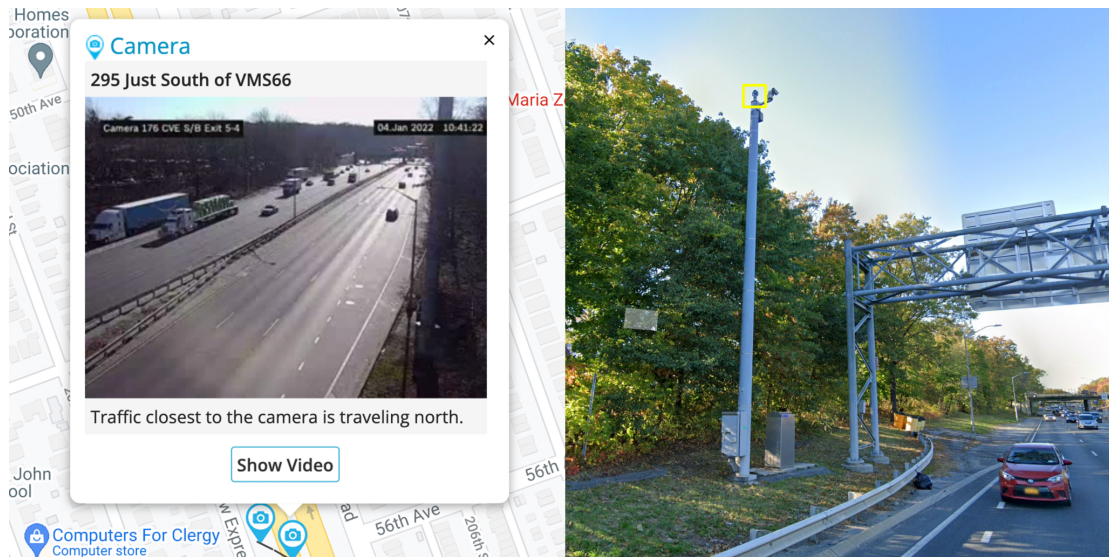 Homes
poration
50th Ave
ociation
Camera
×
295 Just South of VMS66
Camera 176 CVE S/B Exit 5-4
04.Jan 2022 10:41:22
Traffic closest to the camera is traveling north.
Show Video
Maria Z
56th
John
ool
w Expre
ad
56th Ave
206th S
Computers For Clergy
Computer store